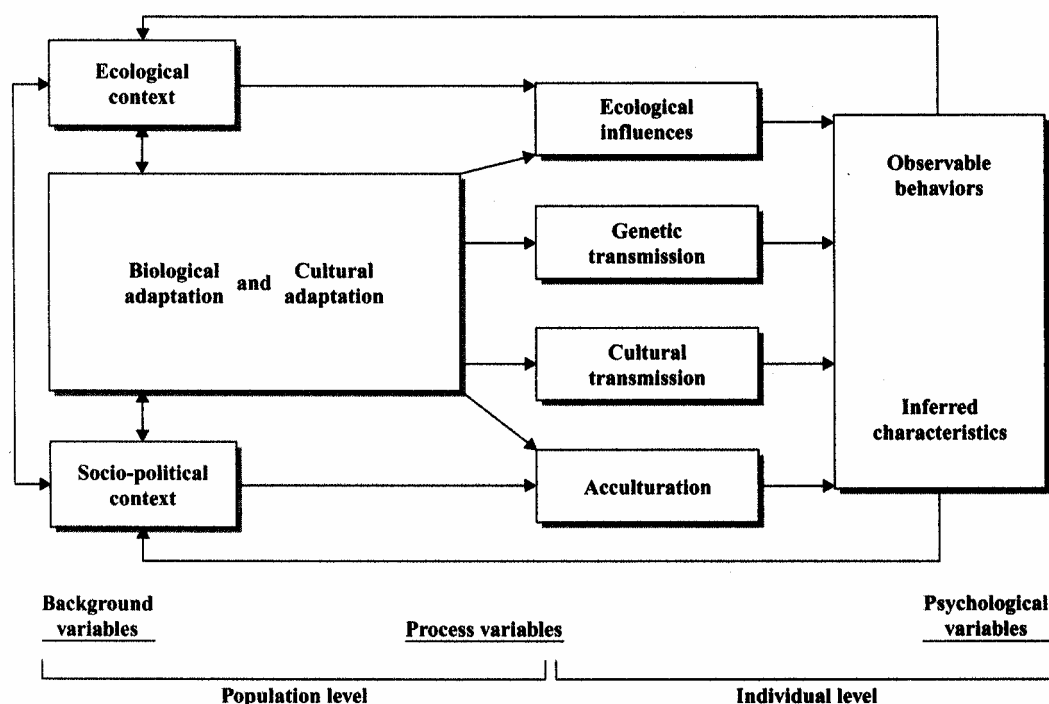 Ecological
context
Ecological
influences
Observable
behaviors
Genetic
transmission
Biological and Cultural
adaptation adaptation
Cultural
transmission
Inferred
characteristics
Socio-political
context
Acculturation
Background
variables
Process variables
Psychological
variables
Population level
Individual level